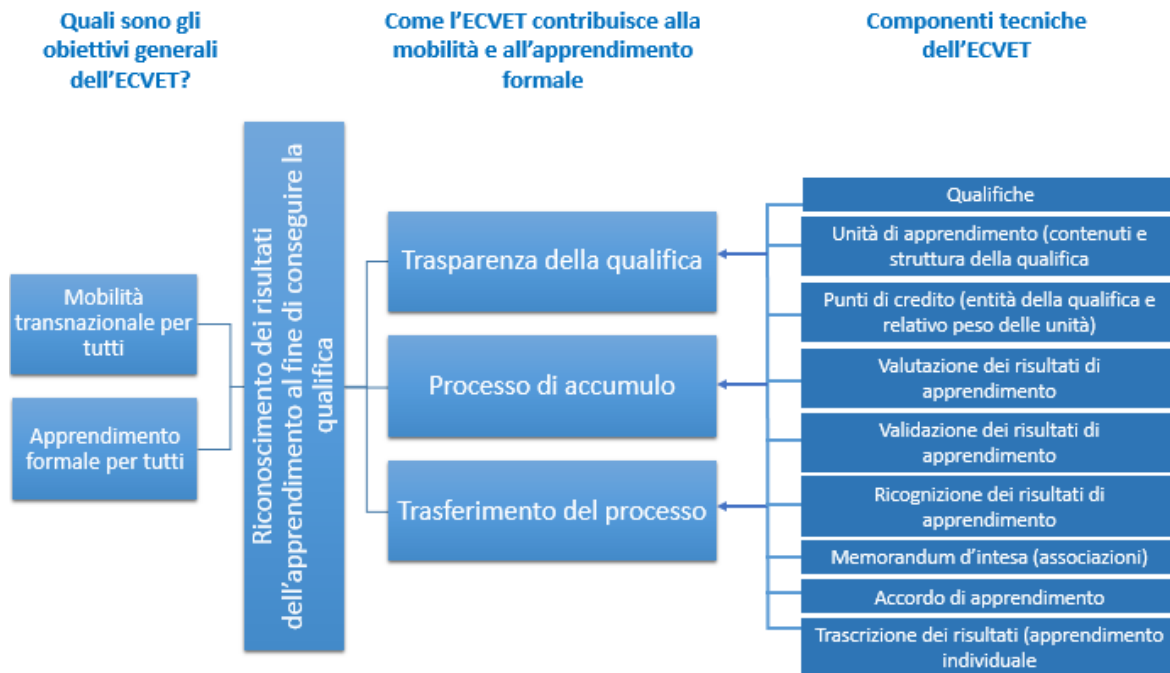 Quali sono gli
obiettivi generali
dell'ECVET?
Come l'ECVET contribuisce alla
mobilità e all'apprendimento
formale
Componenti tecniche
dell'ECVET
Mobilità
transnazionale per
tutti
Apprendimento
formale per tutti
Riconoscimento dei risultati
dell'apprendimento al fine di conseguire la
qualifica
Trasparenza della qualifica
Processo di accumulo
Trasferimento del processo
Qualifiche
Unità di apprendimento (contenuti e
struttura della qualifica
Punti di credito (entità della qualifica e
relativo peso delle unità)
Valutazione dei risultati di
apprendimento
Validazione dei risultati di
apprendimento
Ricognizione dei risultati di
apprendimento
Memorandum d'intesa (associazioni)
Accordo di apprendimento
Trascrizione dei risultati (apprendimento
individuale